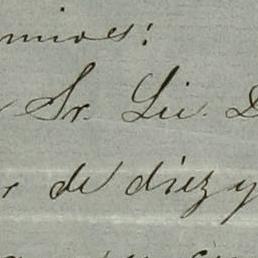 mios:
Sr. Lic. D
r de diez y